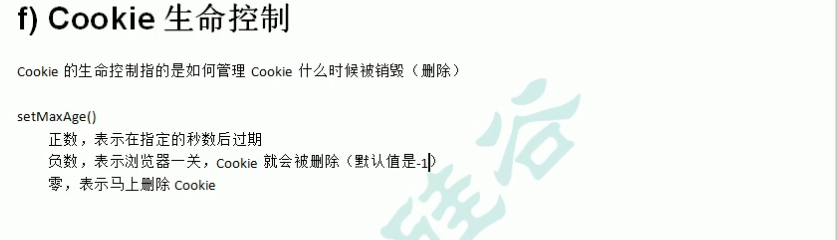 f) Cookie 生命控制
Cookie 的生命控制指的是如何管理 Cookie 什么时候被销毁（删除）
setMaxAge()
正数，表示在指定的秒数后过期
负数，表示浏览器一关，Cookie 就会被删除（默认值是-1）
零，表示马上删除 Cookie
硅谷